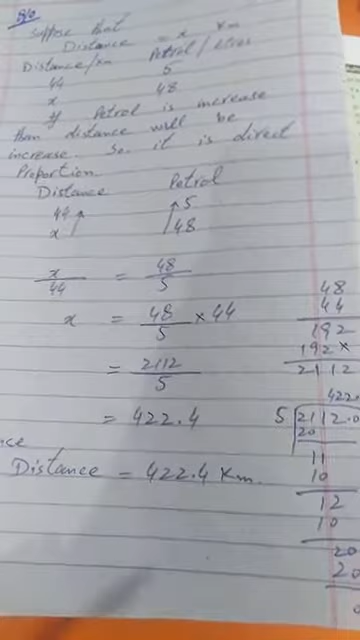 Suppose that
Distance = x km
Distance/km Petrol/litres
44 5
x 48
If Petrol is increase
than distance will be
increase. So it is direct
Proportion.
Distance Petrol
44 5
x 48
x/44 = 48/5
x = 48/5 × 44
= 2112/5
= 422.4
Distance = 422.4 Km.
48
44
192
192×
2112
422.
5 2112.0
20
11
10
12
10
20
20
0